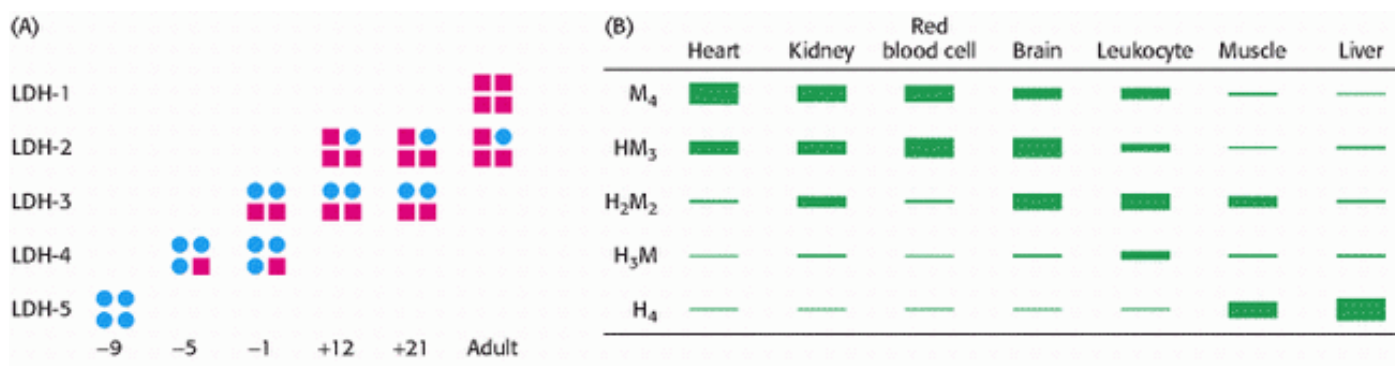 (A)
LDH-1
LDH-2
LDH-3
LDH-4
LDH-5
−9 −5 −1 +12 +21 Adult
(B)
Heart Kidney Red blood cell Brain Leukocyte Muscle Liver
M₄
HM₃
H₂M₂
H₃M
H₄